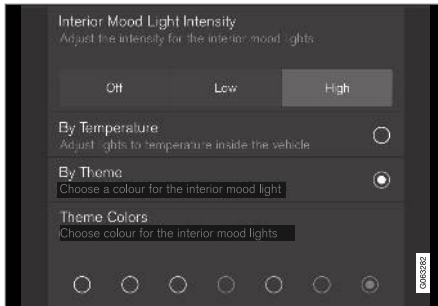 Interior Mood Light Intensity
Adjust the intensity for the interior mood lights
Off Low High
By Temperature
Adjust lights to temperature inside the vehicle
By Theme
Choose a colour for the interior mood light
Theme Colors
Choose colour for the interior mood lights
G063282